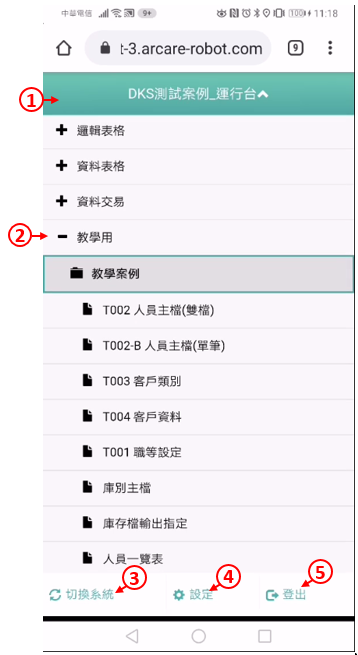 中華電信 9+ 100 11:18
t-3.arcare-robot.com 9
① DKS測試案例_運行台
邏輯表格
資料表格
資料交易
② 教學用
教學案例
T002 人員主檔(雙檔)
T002-B 人員主檔(單筆)
T003 客戶類別
T004 客戶資料
T001 職等設定
庫別主檔
庫存檔輸出指定
人員一覽表
③ ④ ⑤
切換系統 設定 登出